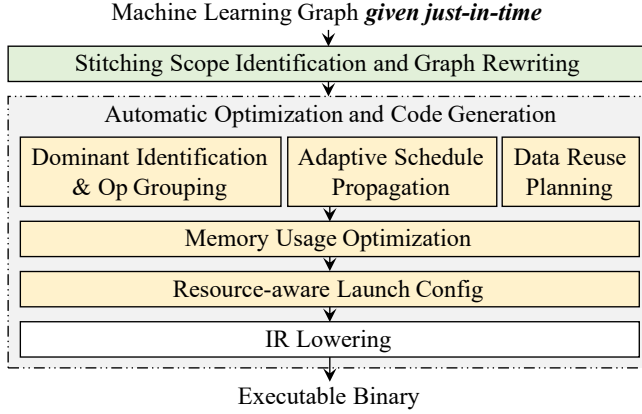 Machine Learning Graph given just-in-time
Stitching Scope Identification and Graph Rewriting
Automatic Optimization and Code Generation
Dominant Identification
& Op Grouping
Adaptive Schedule
Propagation
Data Reuse
Planning
Memory Usage Optimization
Resource-aware Launch Config
IR Lowering
Executable Binary